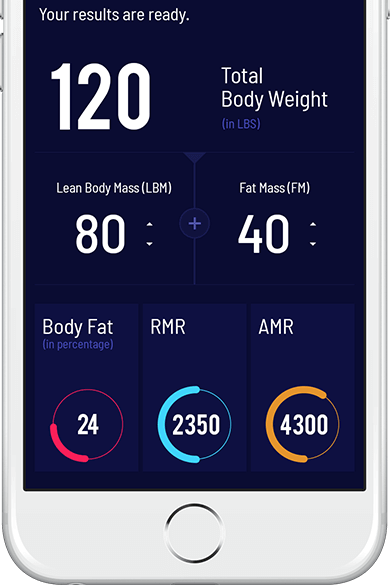 Your results are ready.
120
Total
Body Weight
(in LBS)
Lean Body Mass (LBM)
Fat Mass (FM)
80
+
40
Body Fat
(in percentage)
RMR
AMR
24
2350
4300